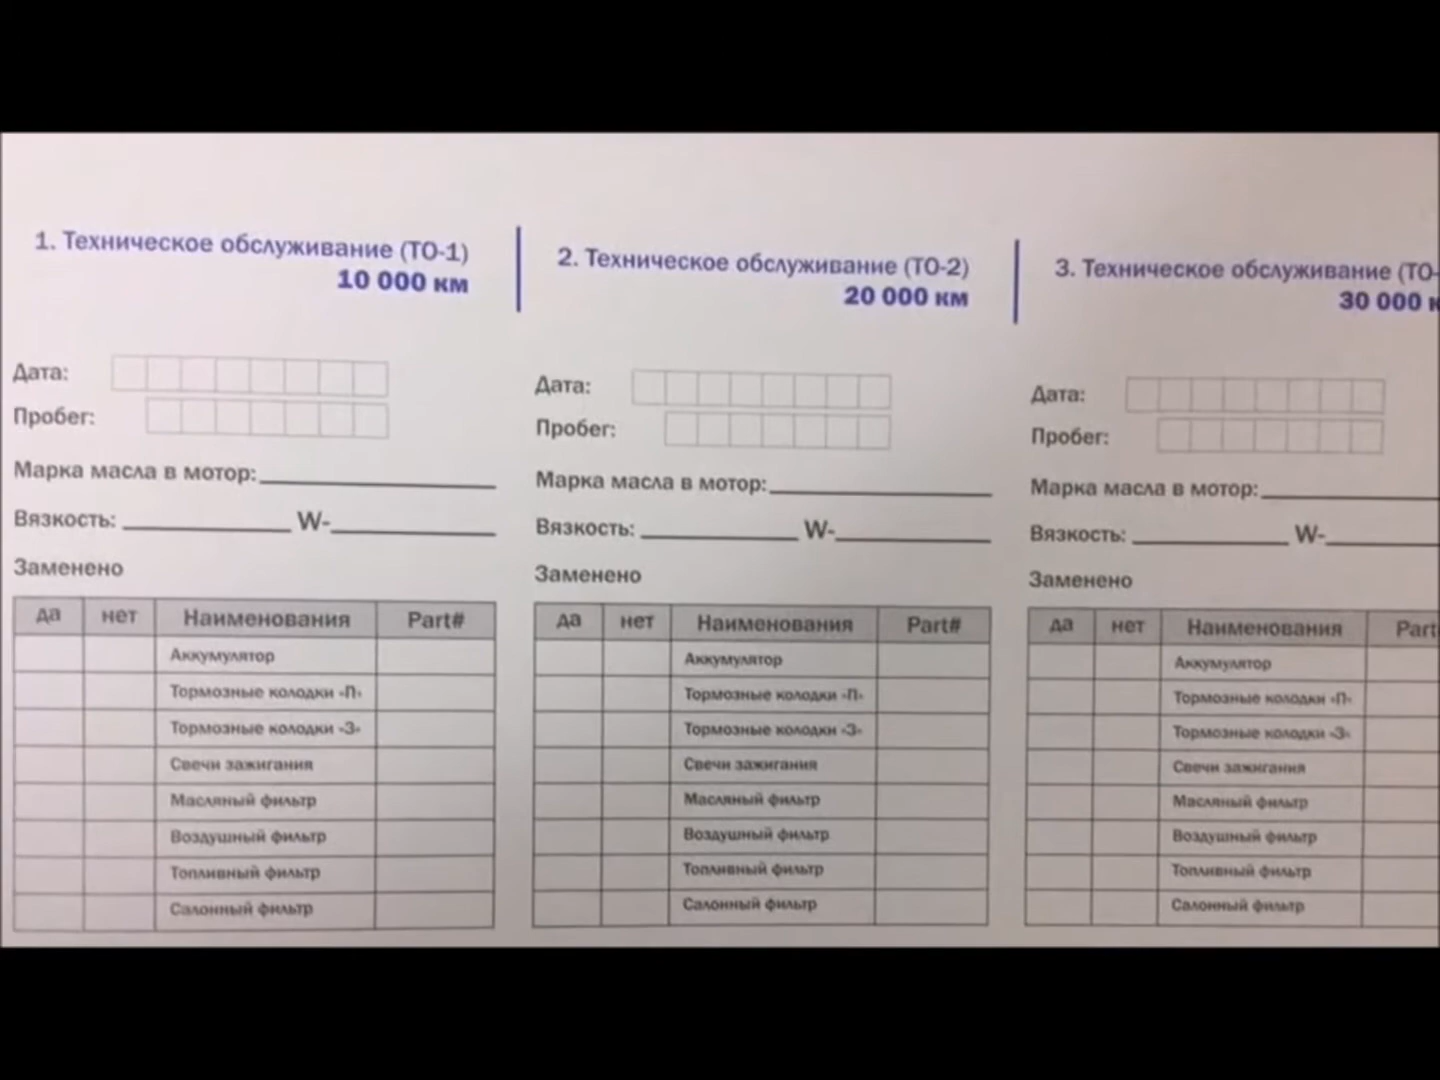 1. Техническое обслуживание (ТО-1)
10 000 км
Дата:
Пробег:
Марка масла в мотор:
Вязкость: W-
Заменено
да нет Наименования Part#
Аккумулятор
Тормозные колодки «П»
Тормозные колодки «З»
Свечи зажигания
Масляный фильтр
Воздушный фильтр
Топливный фильтр
Салонный фильтр
2. Техническое обслуживание (ТО-2)
20 000 км
Дата:
Пробег:
Марка масла в мотор:
Вязкость: W-
Заменено
да нет Наименования Part#
Аккумулятор
Тормозные колодки «П»
Тормозные колодки «З»
Свечи зажигания
Масляный фильтр
Воздушный фильтр
Топливный фильтр
Салонный фильтр
3. Техническое обслуживание (ТО-
30 000 к
Дата:
Пробег:
Марка масла в мотор:
Вязкость: W-
Заменено
да нет Наименования Part
Аккумулятор
Тормозные колодки «П»
Тормозные колодки «З»
Свечи зажигания
Масляный фильтр
Воздушный фильтр
Топливный фильтр
Салонный фильтр